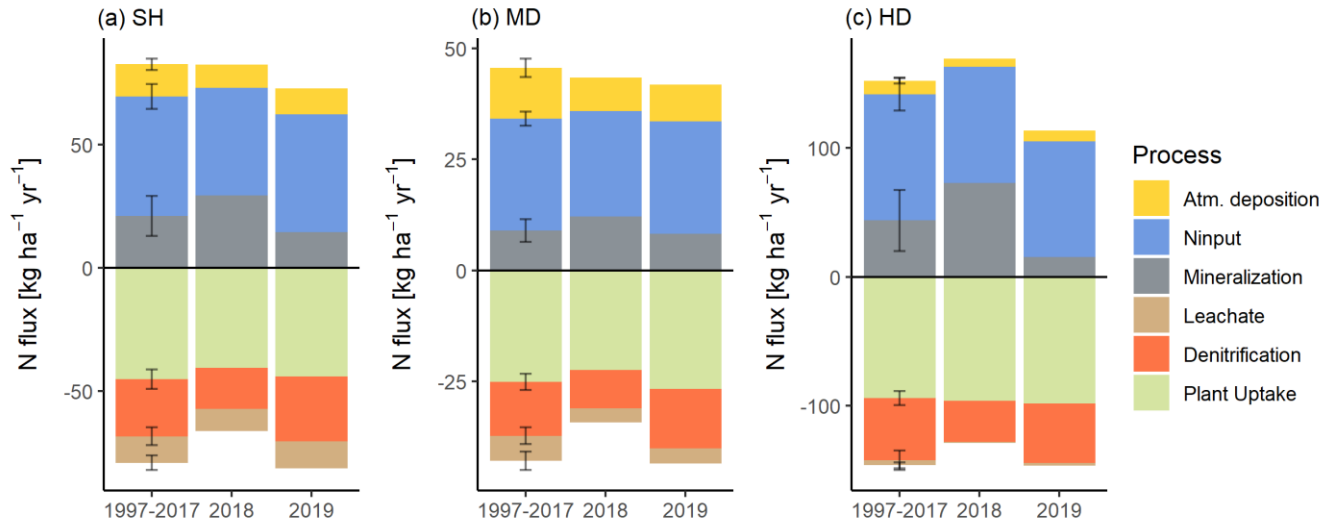 (a) SH
N flux [kg ha⁻¹ yr⁻¹]
50
0
-50
1997-2017 2018 2019
(b) MD
N flux [kg ha⁻¹ yr⁻¹]
50
25
0
-25
1997-2017 2018 2019
(c) HD
N flux [kg ha⁻¹ yr⁻¹]
100
0
-100
1997-2017 2018 2019
Process
Atm. deposition
Ninput
Mineralization
Leachate
Denitrification
Plant Uptake